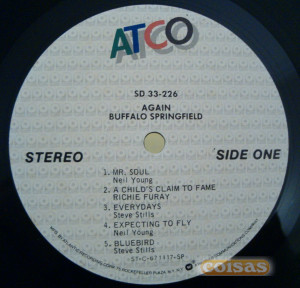 ATCO
SD 33-226
AGAIN
BUFFALO SPRINGFIELD
STEREO
SIDE ONE
1. MR. SOUL
Neil Young
2. A CHILD'S CLAIM TO FAME
RICHIE FURAY
3. EVERYDAYS
Steve Stills
4. EXPECTING TO FLY
Neil Young
5. BLUEBIRD
Steve Stills
coisas